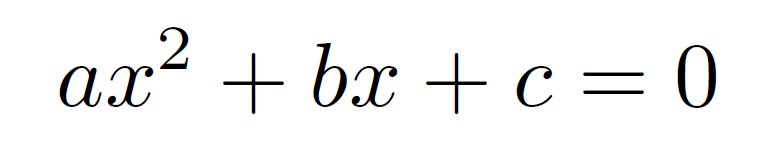 ax² + bx + c = 0